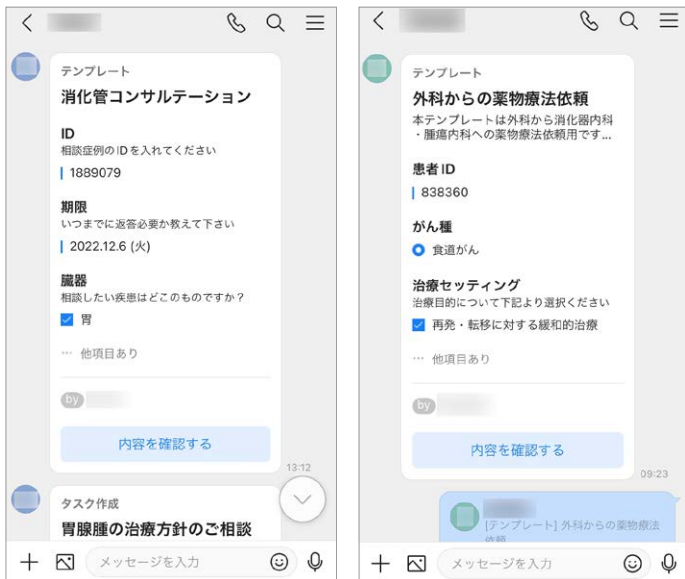 テンプレート
消化管コンサルテーション
ID
相談症例のIDを入れてください
1889079
期限
いつまでに返答必要か教えて下さい
2022.12.6 (火)
臓器
相談したい疾患はどこのものですか？
胃
… 他項目あり
by
内容を確認する
13:12
タスク作成
胃腺腫の治療方針のご相談
メッセージを入力
テンプレート
外科からの薬物療法依頼
本テンプレートは外科から消化器内科
・腫瘍内科への薬物療法依頼用です...
患者ID
838360
がん種
食道がん
治療セッティング
治療目的について下記より選択ください
再発・転移に対する緩和的治療
… 他項目あり
by
内容を確認する
09:23
[テンプレート] 外科からの薬物療法
依頼
メッセージを入力